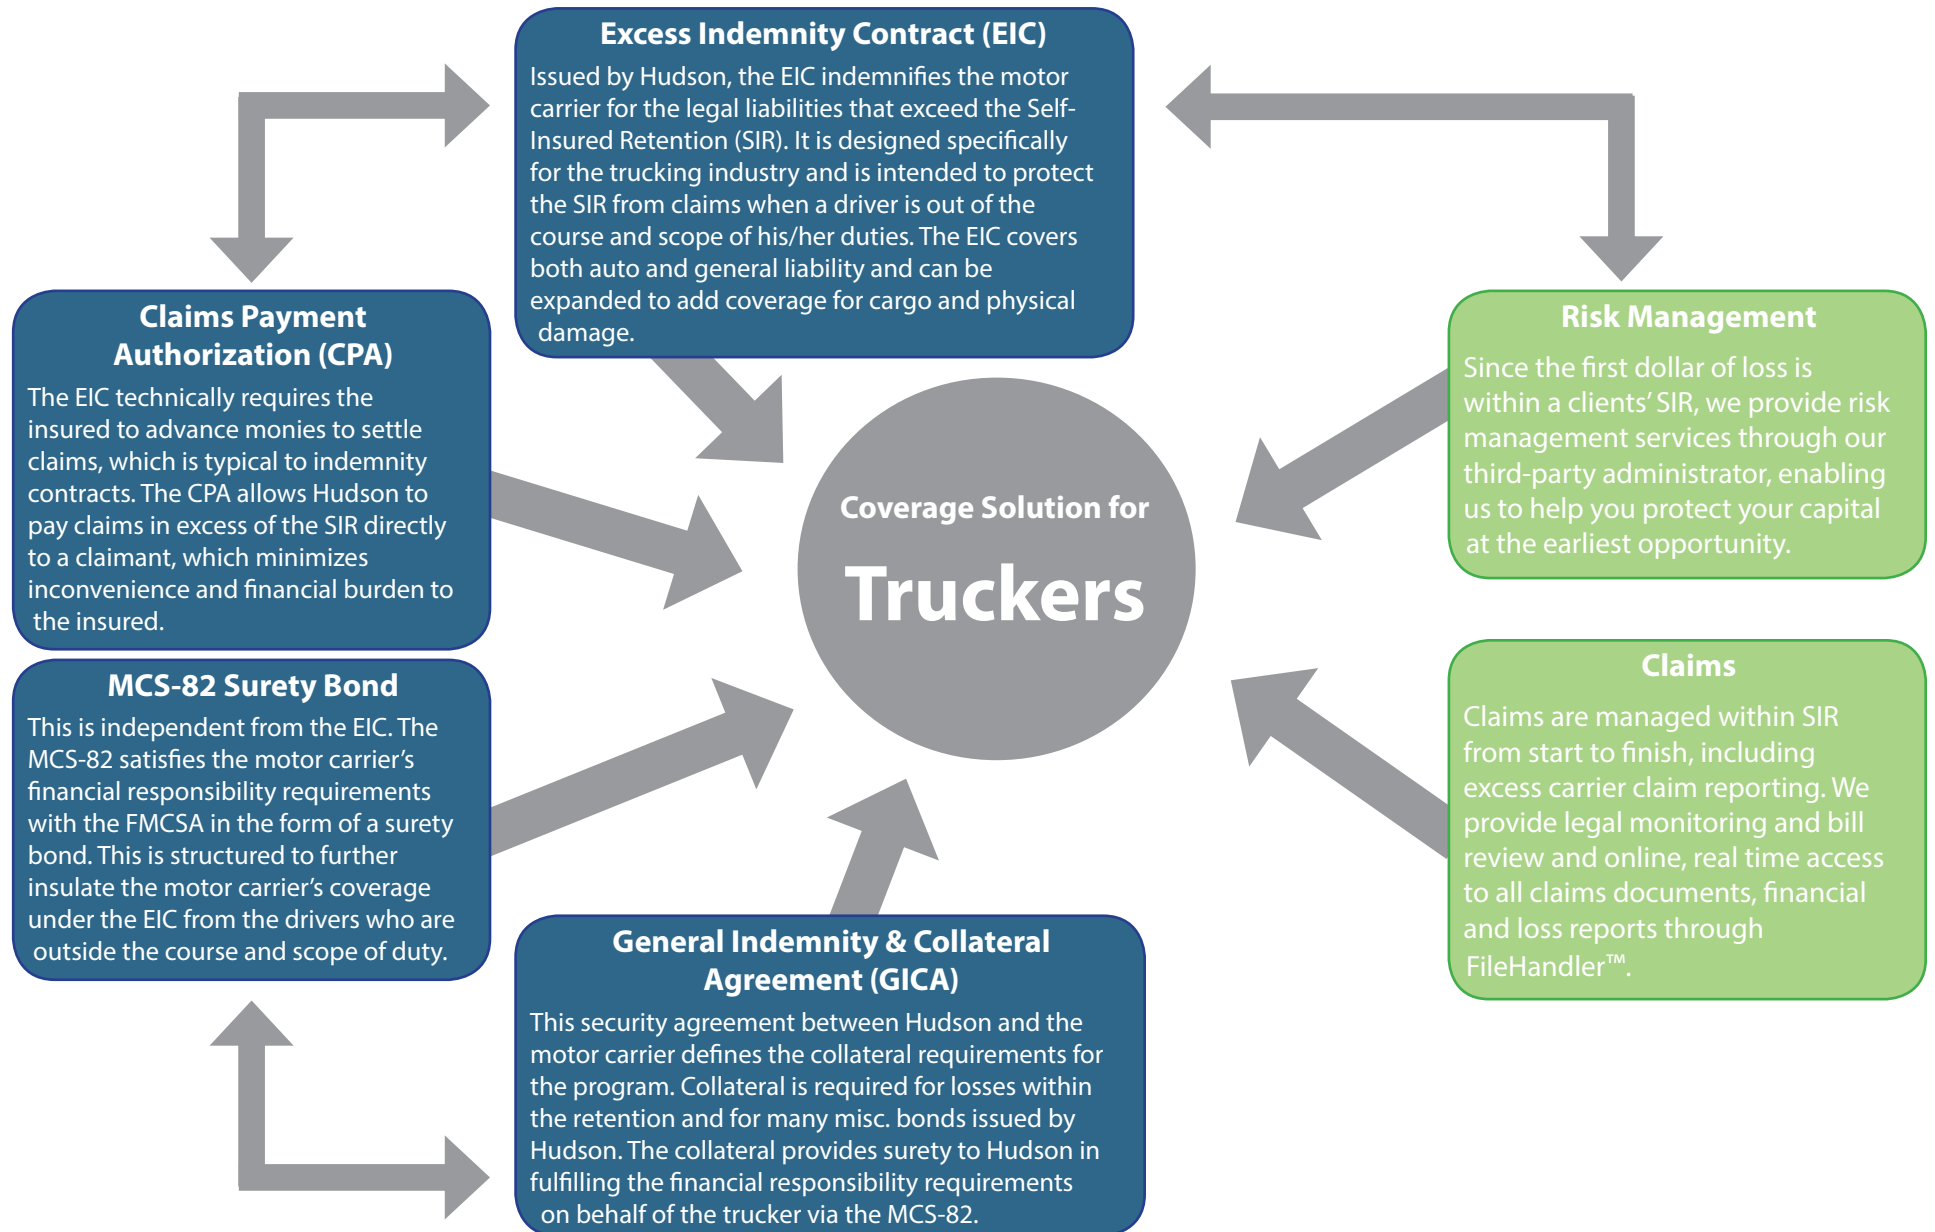 Excess Indemnity Contract (EIC)
Issued by Hudson, the EIC indemnifies the motor
carrier for the legal liabilities that exceed the Self-
Insured Retention (SIR). It is designed specifically
for the trucking industry and is intended to protect
the SIR from claims when a driver is out of the
course and scope of his/her duties. The EIC covers
both auto and general liability and can be
expanded to add coverage for cargo and physical
damage.
Claims Payment
Authorization (CPA)
The EIC technically requires the
insured to advance monies to settle
claims, which is typical to indemnity
contracts. The CPA allows Hudson to
pay claims in excess of the SIR directly
to a claimant, which minimizes
inconvenience and financial burden to
the insured.
Risk Management
Since the first dollar of loss is
within a clients’ SIR, we provide risk
management services through our
third-party administrator, enabling
us to help you protect your capital
at the earliest opportunity.
Coverage Solution for
Truckers
MCS-82 Surety Bond
This is independent from the EIC. The
MCS-82 satisfies the motor carrier’s
financial responsibility requirements
with the FMCSA in the form of a surety
bond. This is structured to further
insulate the motor carrier’s coverage
under the EIC from the drivers who are
outside the course and scope of duty.
Claims
Claims are managed within SIR
from start to finish, including
excess carrier claim reporting. We
provide legal monitoring and bill
review and online, real time access
to all claims documents, financial
and loss reports through
FileHandler™.
General Indemnity & Collateral
Agreement (GICA)
This security agreement between Hudson and the
motor carrier defines the collateral requirements for
the program. Collateral is required for losses within
the retention and for many misc. bonds issued by
Hudson. The collateral provides surety to Hudson in
fulfilling the financial responsibility requirements
on behalf of the trucker via the MCS-82.